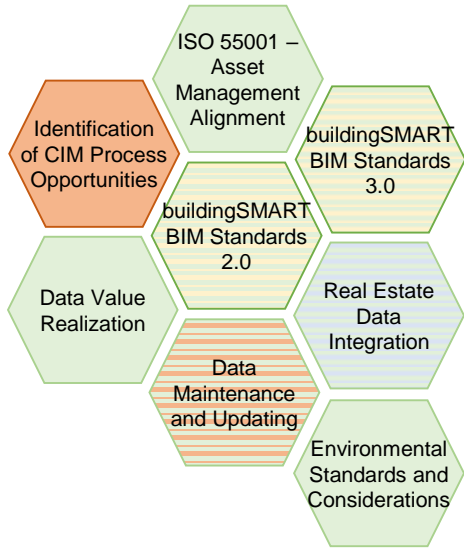 ISO 55001 –
Asset
Management
Alignment
Identification
of CIM Process
Opportunities
buildingSMART
BIM Standards
3.0
buildingSMART
BIM Standards
2.0
Data Value
Realization
Real Estate
Data
Integration
Data
Maintenance
and Updating
Environmental
Standards and
Considerations